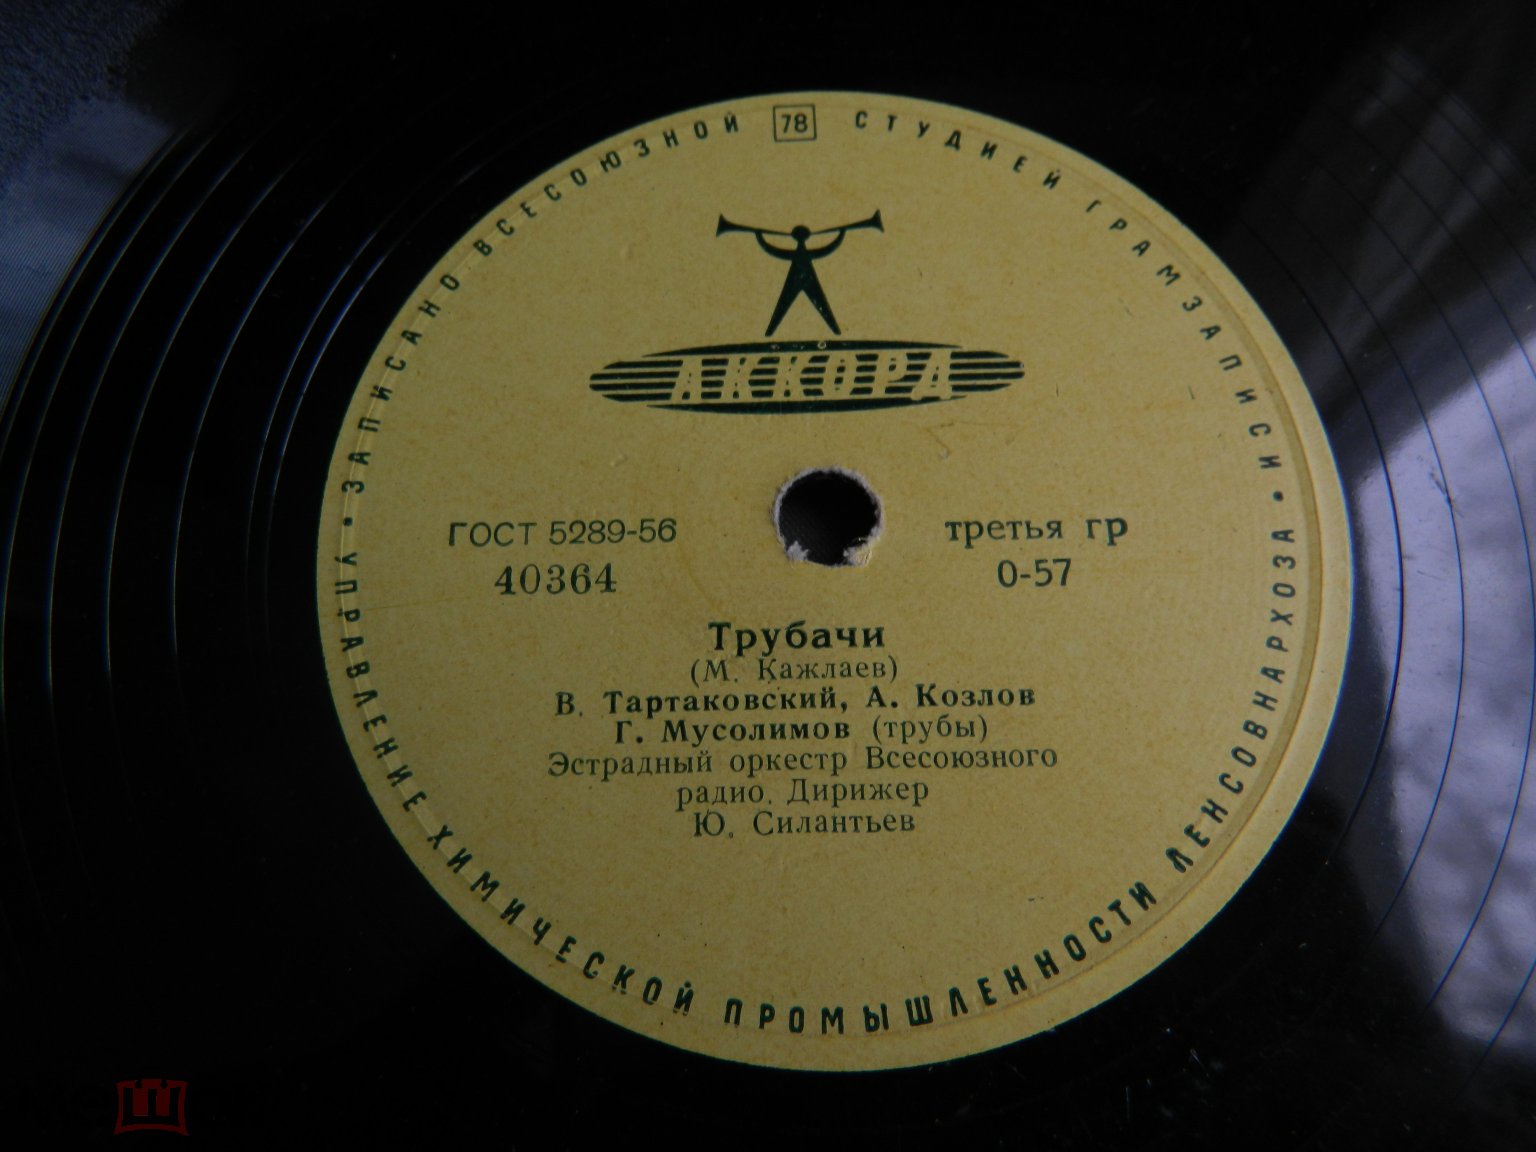 ЗАПИСАНО ВСЕСОЮЗНОЙ 78 СТУДИЕЙ ГРАМЗАПИСИ •
АККОРД
ГОСТ 5289-56
третья гр
40364
0-57
Трубачи
(М. Кажлаев)
В. Тартаковский, А. Козлов
Г. Мусолимов (трубы)
Эстрадный оркестр Всесоюзного
радио. Дирижер
Ю. Силантьев
• УПРАВЛЕНИЕ ХИМИЧЕСКОЙ ПРОМЫШЛЕННОСТИ ЛЕНСОВНАРХОЗА